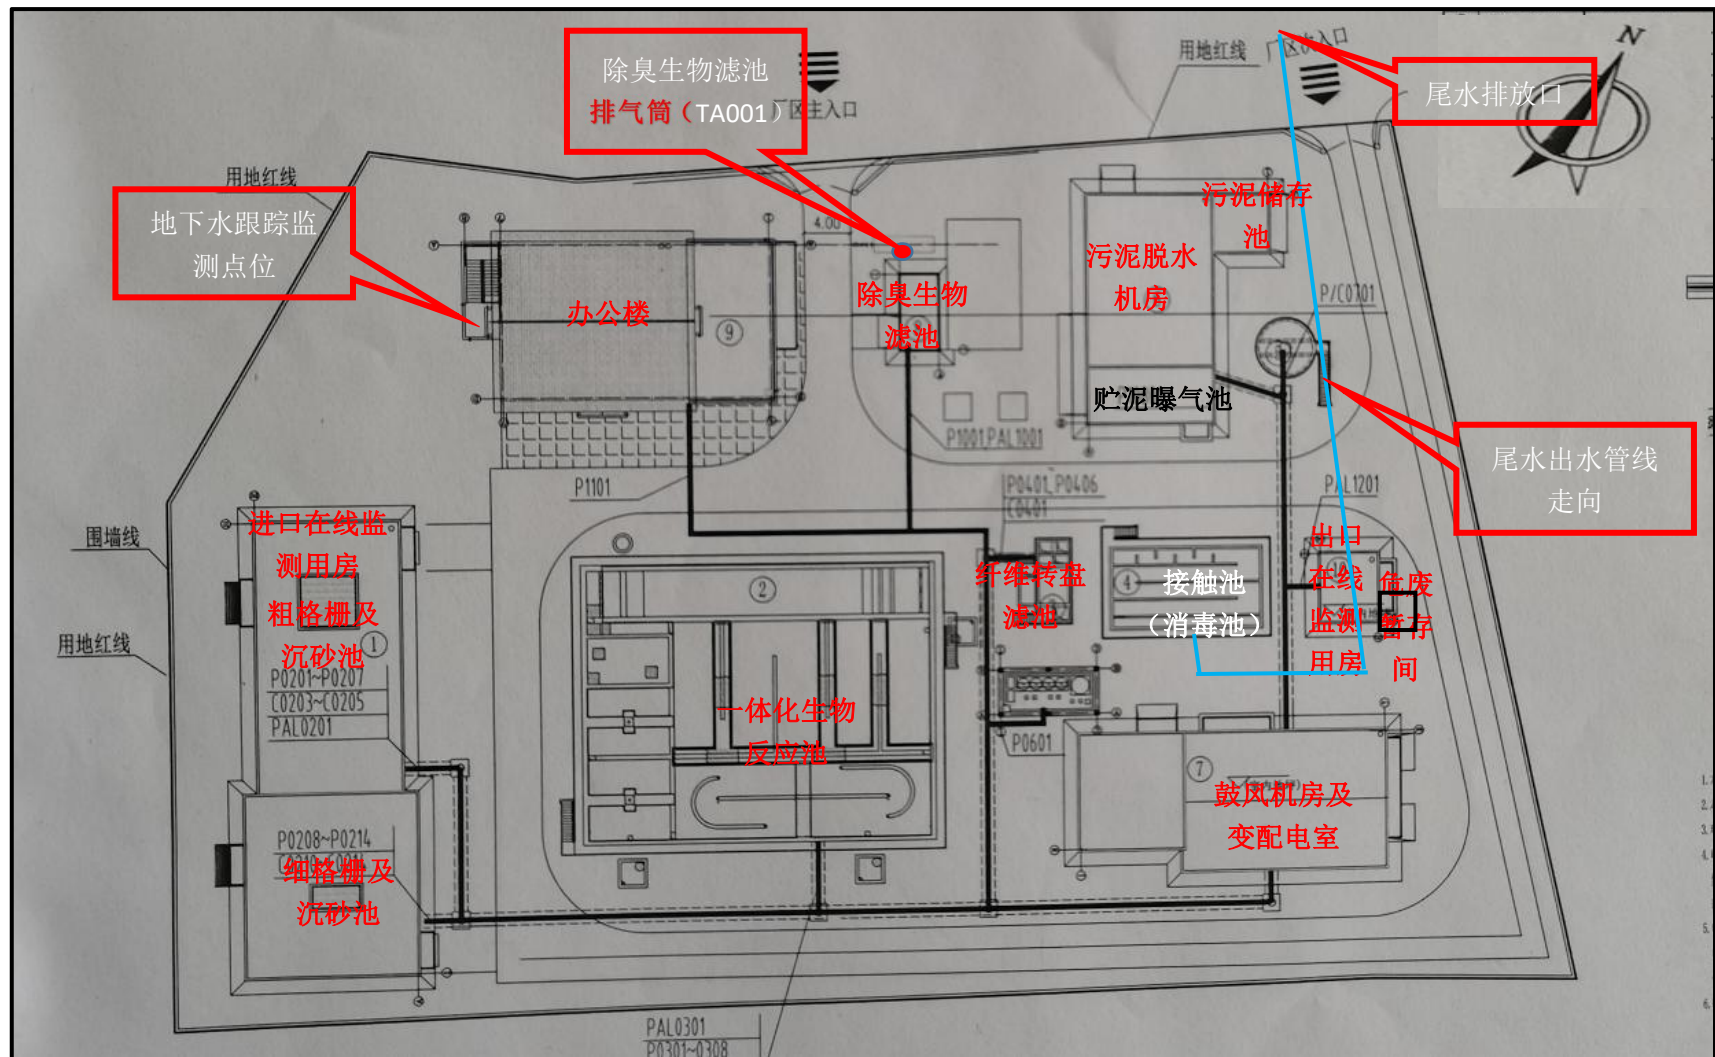 除臭生物滤池
排气筒（TA001）
厂区主入口
用地红线
厂区次入口
N
尾水排放口
用地红线
地下水跟踪监
测点位
4.00
污泥储存
池
污泥脱水
机房
P/C0701
办公楼
⑨
除臭生物
滤池
贮泥曝气池
P1001,PAL1001
尾水出水管线
走向
P1101
P0401,P0406
C0401
PAL1201
围墙线
进口在线监
测用房
粗格栅及
沉砂池
①
P0201~P0207
C0203~C0205
PAL0201
用地红线
②
纤维转盘
滤池
④
接触池
（消毒池）
出口
在线
监测
用房
危废
暂存
间
一体化生物
反应池
P0601
⑦
鼓风机房及
变配电室
P0208~P0214
细格栅及
沉砂池
PAL0301
P0301~0308